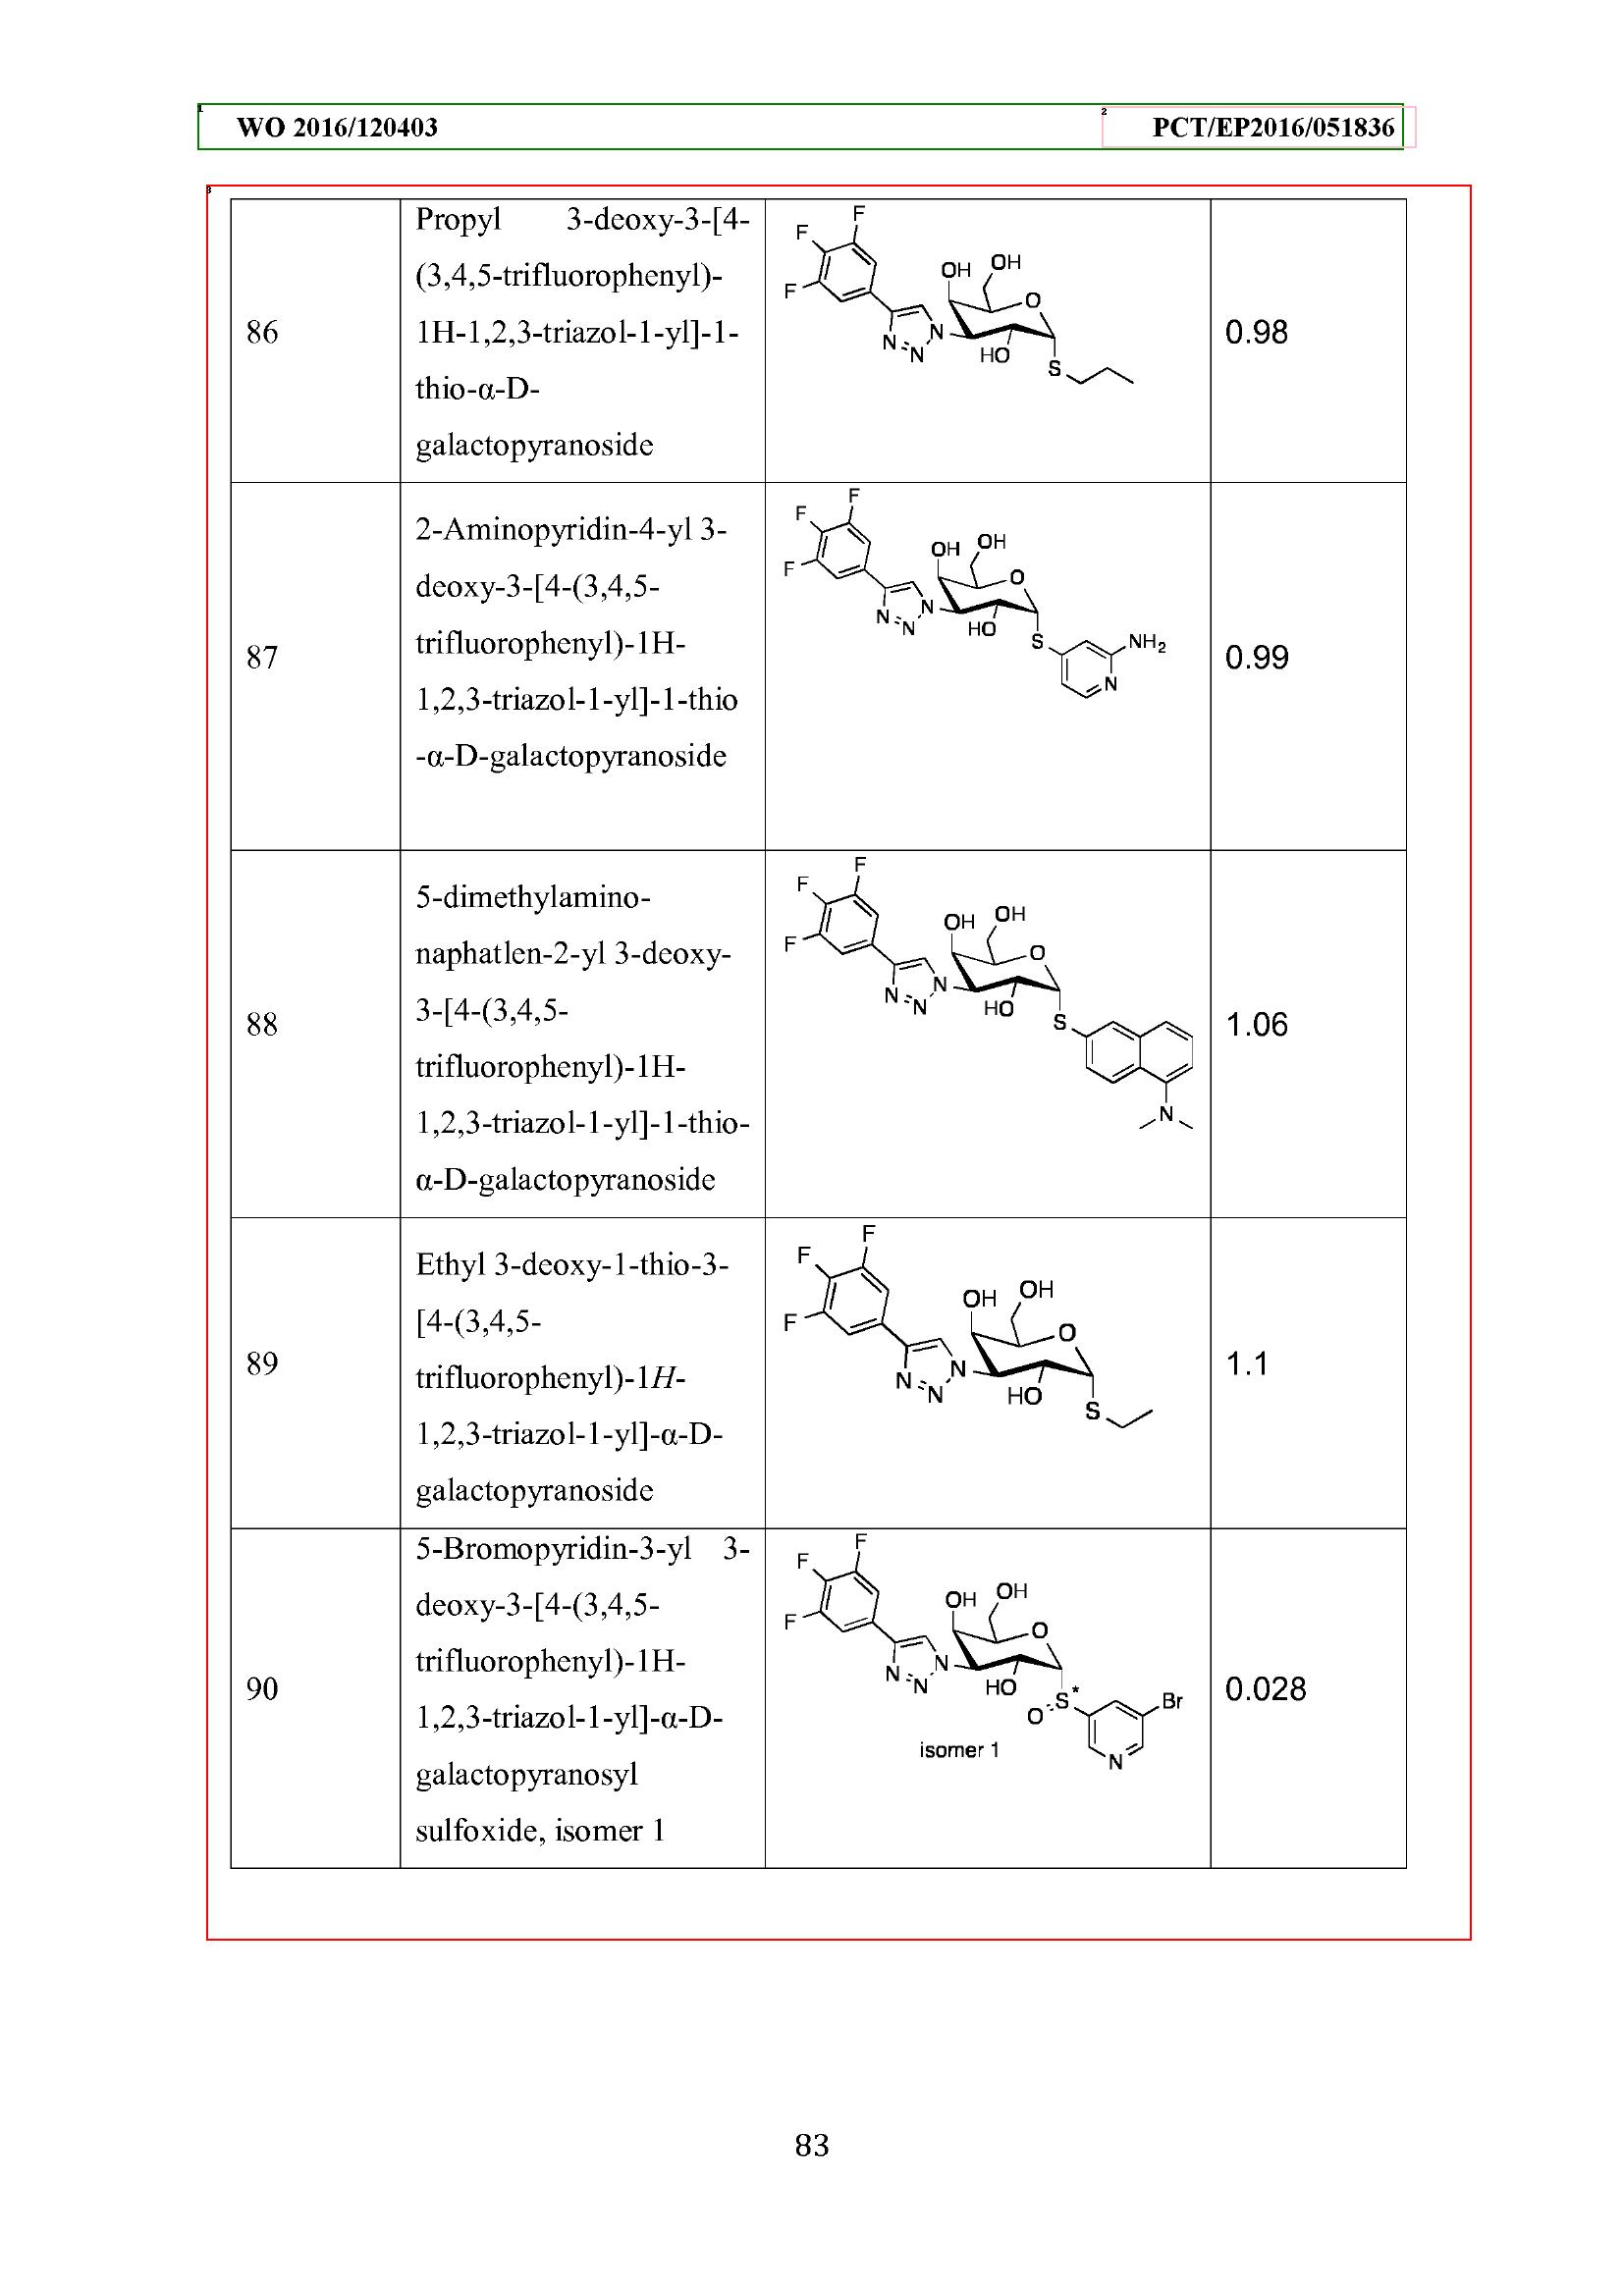 WO 2016/120403 PCT/EP2016/051836
86
Propyl 3-deoxy-3-[4-
(3,4,5-trifluorophenyl)-
1H-1,2,3-triazol-1-yl]-1-
thio-α-D-
galactopyranoside
F
F
F
OH
OH
O
N
N
N
HO
S
0.98
87
2-Aminopyridin-4-yl 3-
deoxy-3-[4-(3,4,5-
trifluorophenyl)-1H-
1,2,3-triazol-1-yl]-1-thio
-α-D-galactopyranoside
F
F
F
OH
OH
O
N
N
N
HO
S
NH2
N
0.99
88
5-dimethylamino-
naphatlen-2-yl 3-deoxy-
3-[4-(3,4,5-
trifluorophenyl)-1H-
1,2,3-triazol-1-yl]-1-thio-
α-D-galactopyranoside
F
F
F
OH
OH
O
N
N
N
HO
S
N
1.06
89
Ethyl 3-deoxy-1-thio-3-
[4-(3,4,5-
trifluorophenyl)-1H-
1,2,3-triazol-1-yl]-α-D-
galactopyranoside
F
F
F
OH
OH
O
N
N
N
HO
S
1.1
90
5-Bromopyridin-3-yl 3-
deoxy-3-[4-(3,4,5-
trifluorophenyl)-1H-
1,2,3-triazol-1-yl]-α-D-
galactopyranosyl
sulfoxide, isomer 1
F
F
F
OH
OH
O
N
N
N
HO
S*
O
Br
N
isomer 1
0.028
83